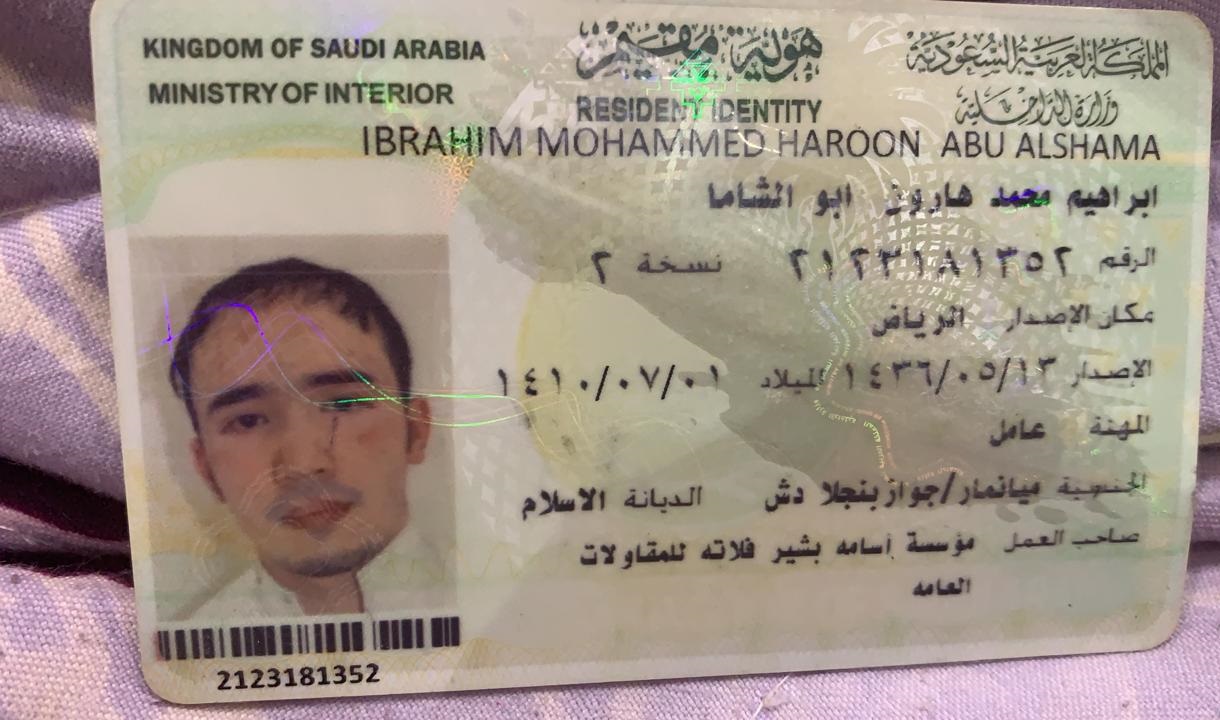 KINGDOM OF SAUDI ARABIA
MINISTRY OF INTERIOR
هوية مقيم
RESIDENT IDENTITY
المملكة العربية السعودية
وزارة الداخلية
IBRAHIM MOHAMMED HAROON ABU ALSHAMA
ابراهيم محمد هارون ابو الشاما
الرقم ٢١٢٣١٨١٣٥٢ نسخة ٢
مكان الإصدار الرياض
الإصدار ١٤٣٦/٠٥/١٣ الميلاد ١٤١٠/٠٧/٠١
المهنة عامل
الجنسية ميانمار/جواز بنجلا دش الديانة الاسلام
صاحب العمل مؤسسة أسامه بشير فلاته للمقاولات
العامه
2123181352